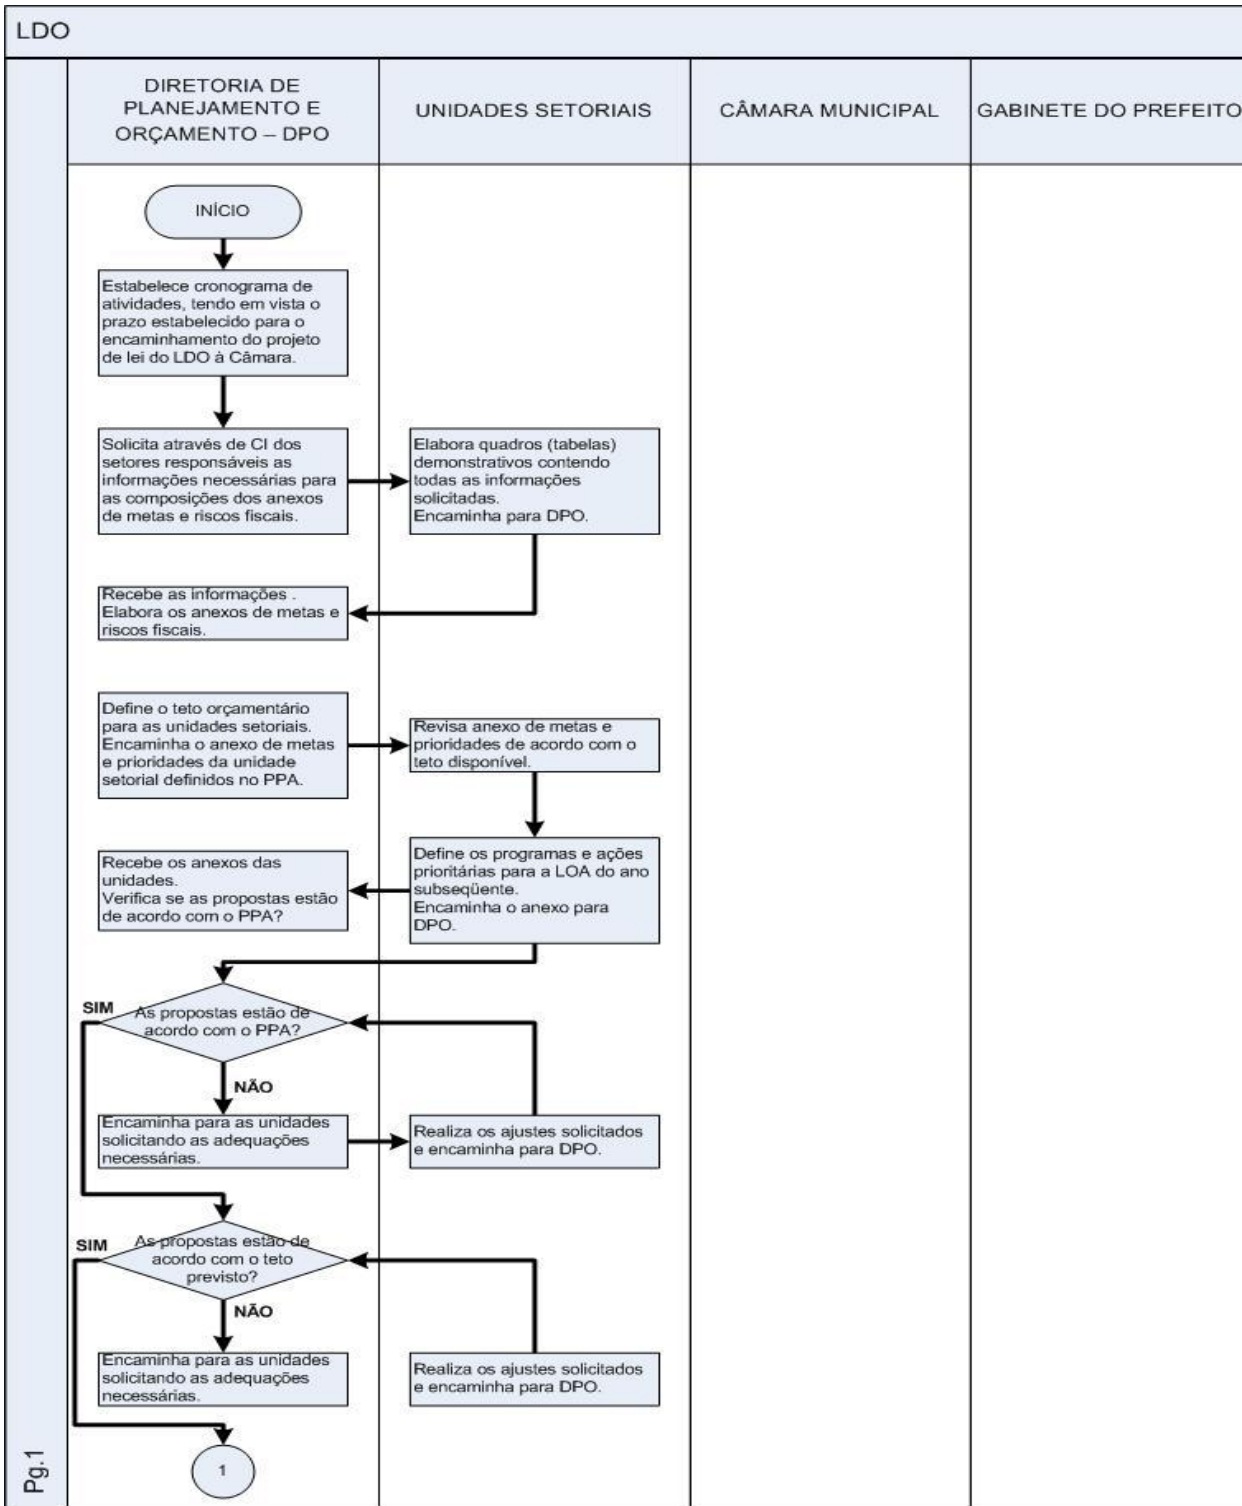 LDO
DIRETORIA DE
PLANEJAMENTO E
ORÇAMENTO – DPO
UNIDADES SETORIAIS
CÂMARA MUNICIPAL
GABINETE DO PREFEITO
INÍCIO
Estabelece cronograma de
atividades, tendo em vista o
prazo estabelecido para o
encaminhamento do projeto
de lei do LDO à Câmara.
Solicita através de CI dos
setores responsáveis as
informações necessárias para
as composições dos anexos
de metas e riscos fiscais.
Elabora quadros (tabelas)
demonstrativos contendo
todas as informações
solicitadas.
Encaminha para DPO.
Recebe as informações .
Elabora os anexos de metas e
riscos fiscais.
Define o teto orçamentário
para as unidades setoriais.
Encaminha o anexo de metas
e prioridades da unidade
setorial definidos no PPA.
Revisa anexo de metas e
prioridades de acordo com o
teto disponível.
Recebe os anexos das
unidades.
Verifica se as propostas estão
de acordo com o PPA?
Define os programas e ações
prioritárias para a LOA do ano
subseqüente.
Encaminha o anexo para
DPO.
SIM
As propostas estão de
acordo com o PPA?
NÃO
Encaminha para as unidades
solicitando as adequações
necessárias.
Realiza os ajustes solicitados
e encaminha para DPO.
SIM
As propostas estão de
acordo com o teto
previsto?
NÃO
Encaminha para as unidades
solicitando as adequações
necessárias.
Realiza os ajustes solicitados
e encaminha para DPO.
1
Pg.1